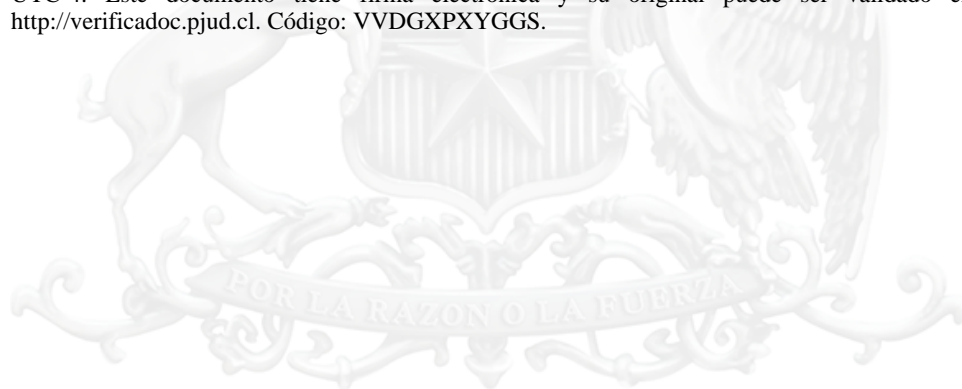 UTC-4. Este documento tiene firma electrónica y su original puede ser validado e
http://verificadoc.pjud.cl. Código: VVDGXPXYGGS.
POR LA RAZON O LA FUERZA